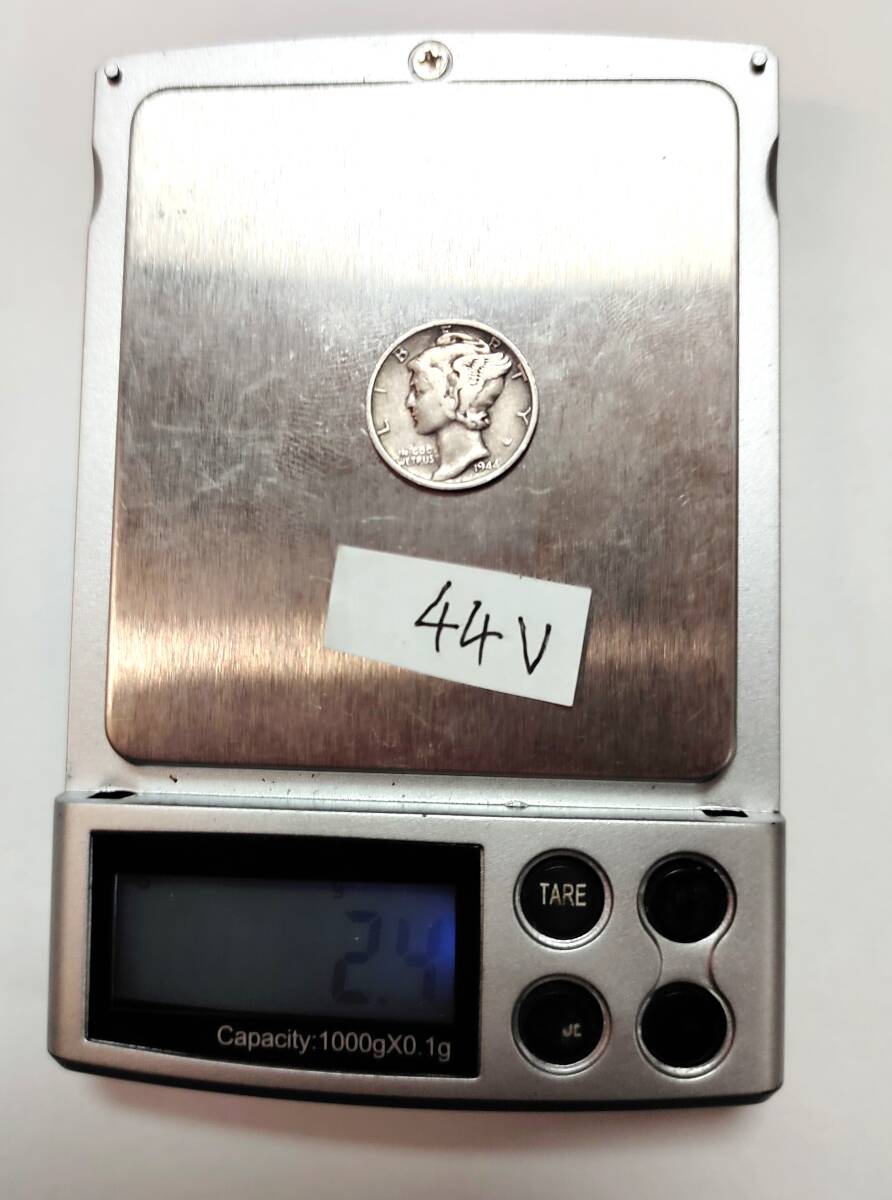 LIBERTY
IN GOD
WE TRUST
1944
44V
2.4
TARE
Capacity:1000gX0.1g